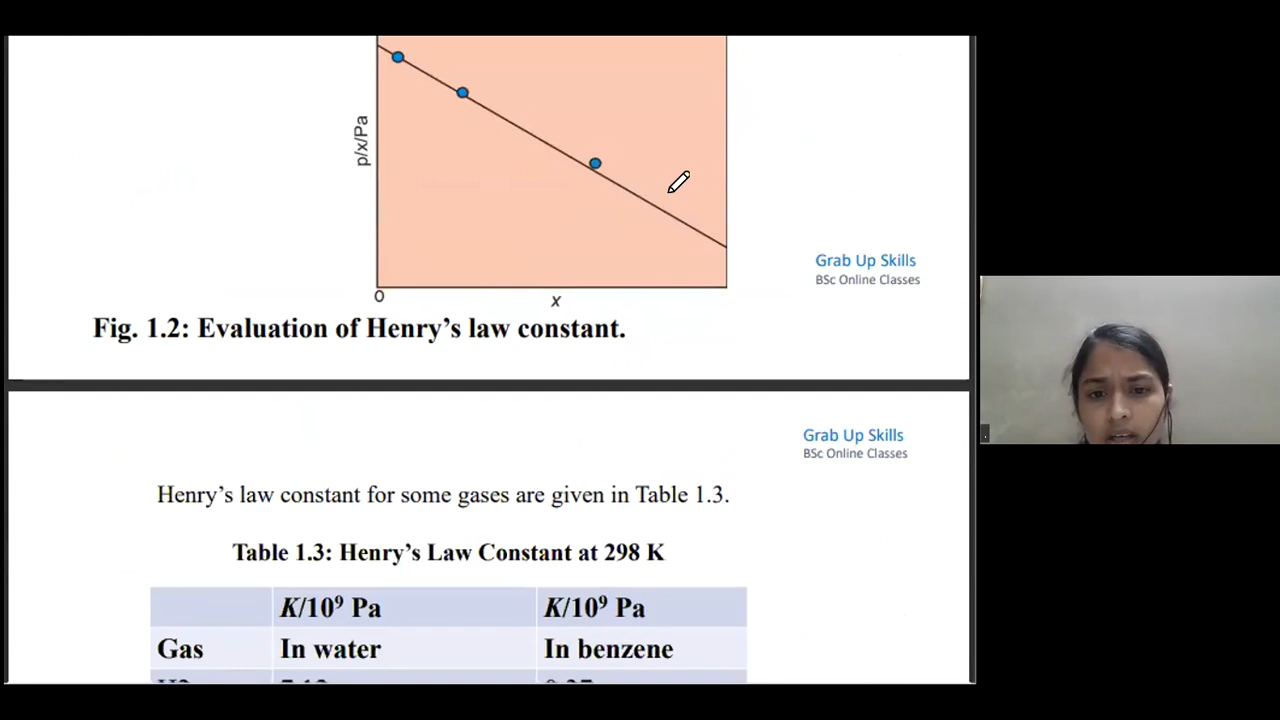 p/x/Pa
0
x
Grab Up Skills
BSc Online Classes
Fig. 1.2: Evaluation of Henry's law constant.
Grab Up Skills
BSc Online Classes
Henry's law constant for some gases are given in Table 1.3.
Table 1.3: Henry's Law Constant at 298 K
K/10⁹ Pa K/10⁹ Pa
Gas In water In benzene